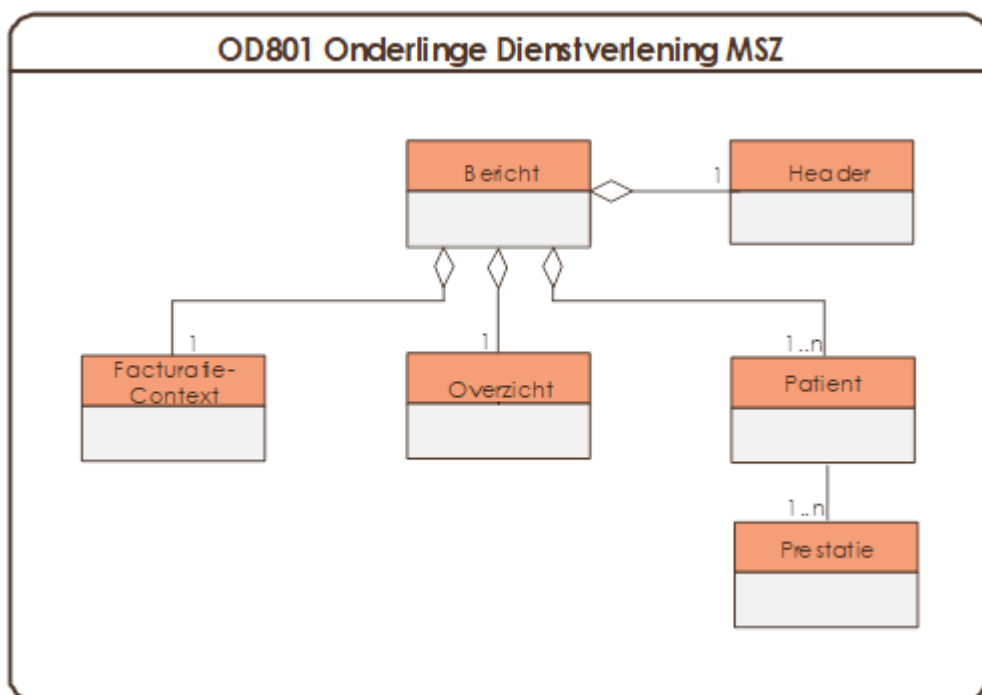 OD801 Onderlinge Dienstverlening MSZ
Bericht
1
Header
1
1
1..n
Facturatie-
Context
Overzicht
Patient
1..n
Prestatie